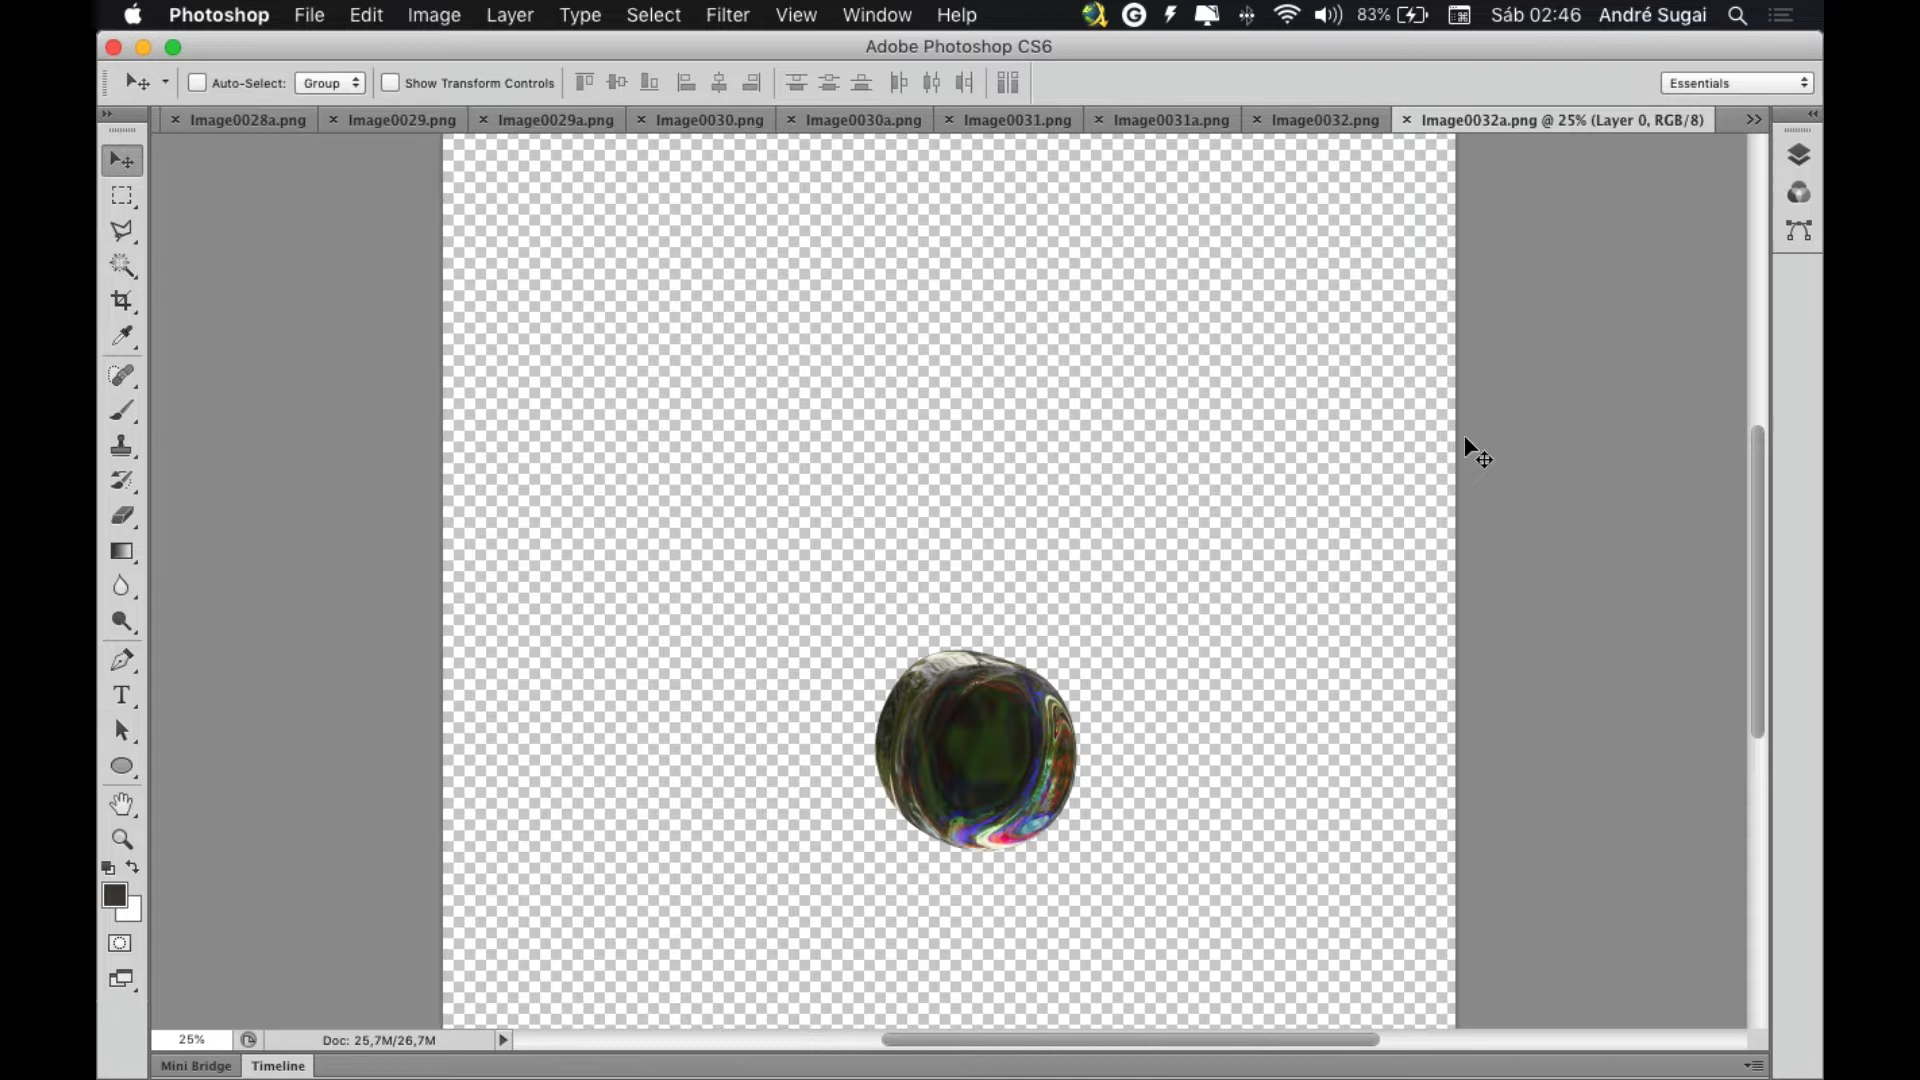 Photoshop File Edit Image Layer Type Select Filter View Window Help 83% Sáb 02:46 André Sugai
Adobe Photoshop CS6
Auto-Select: Group Show Transform Controls Essentials
Image0028a.png Image0029.png Image0029a.png Image0030.png Image0030a.png Image0031.png Image0031a.png Image0032.png Image0032a.png @ 25% (Layer 0, RGB/8)
25% Doc: 25,7M/26,7M
Mini Bridge Timeline